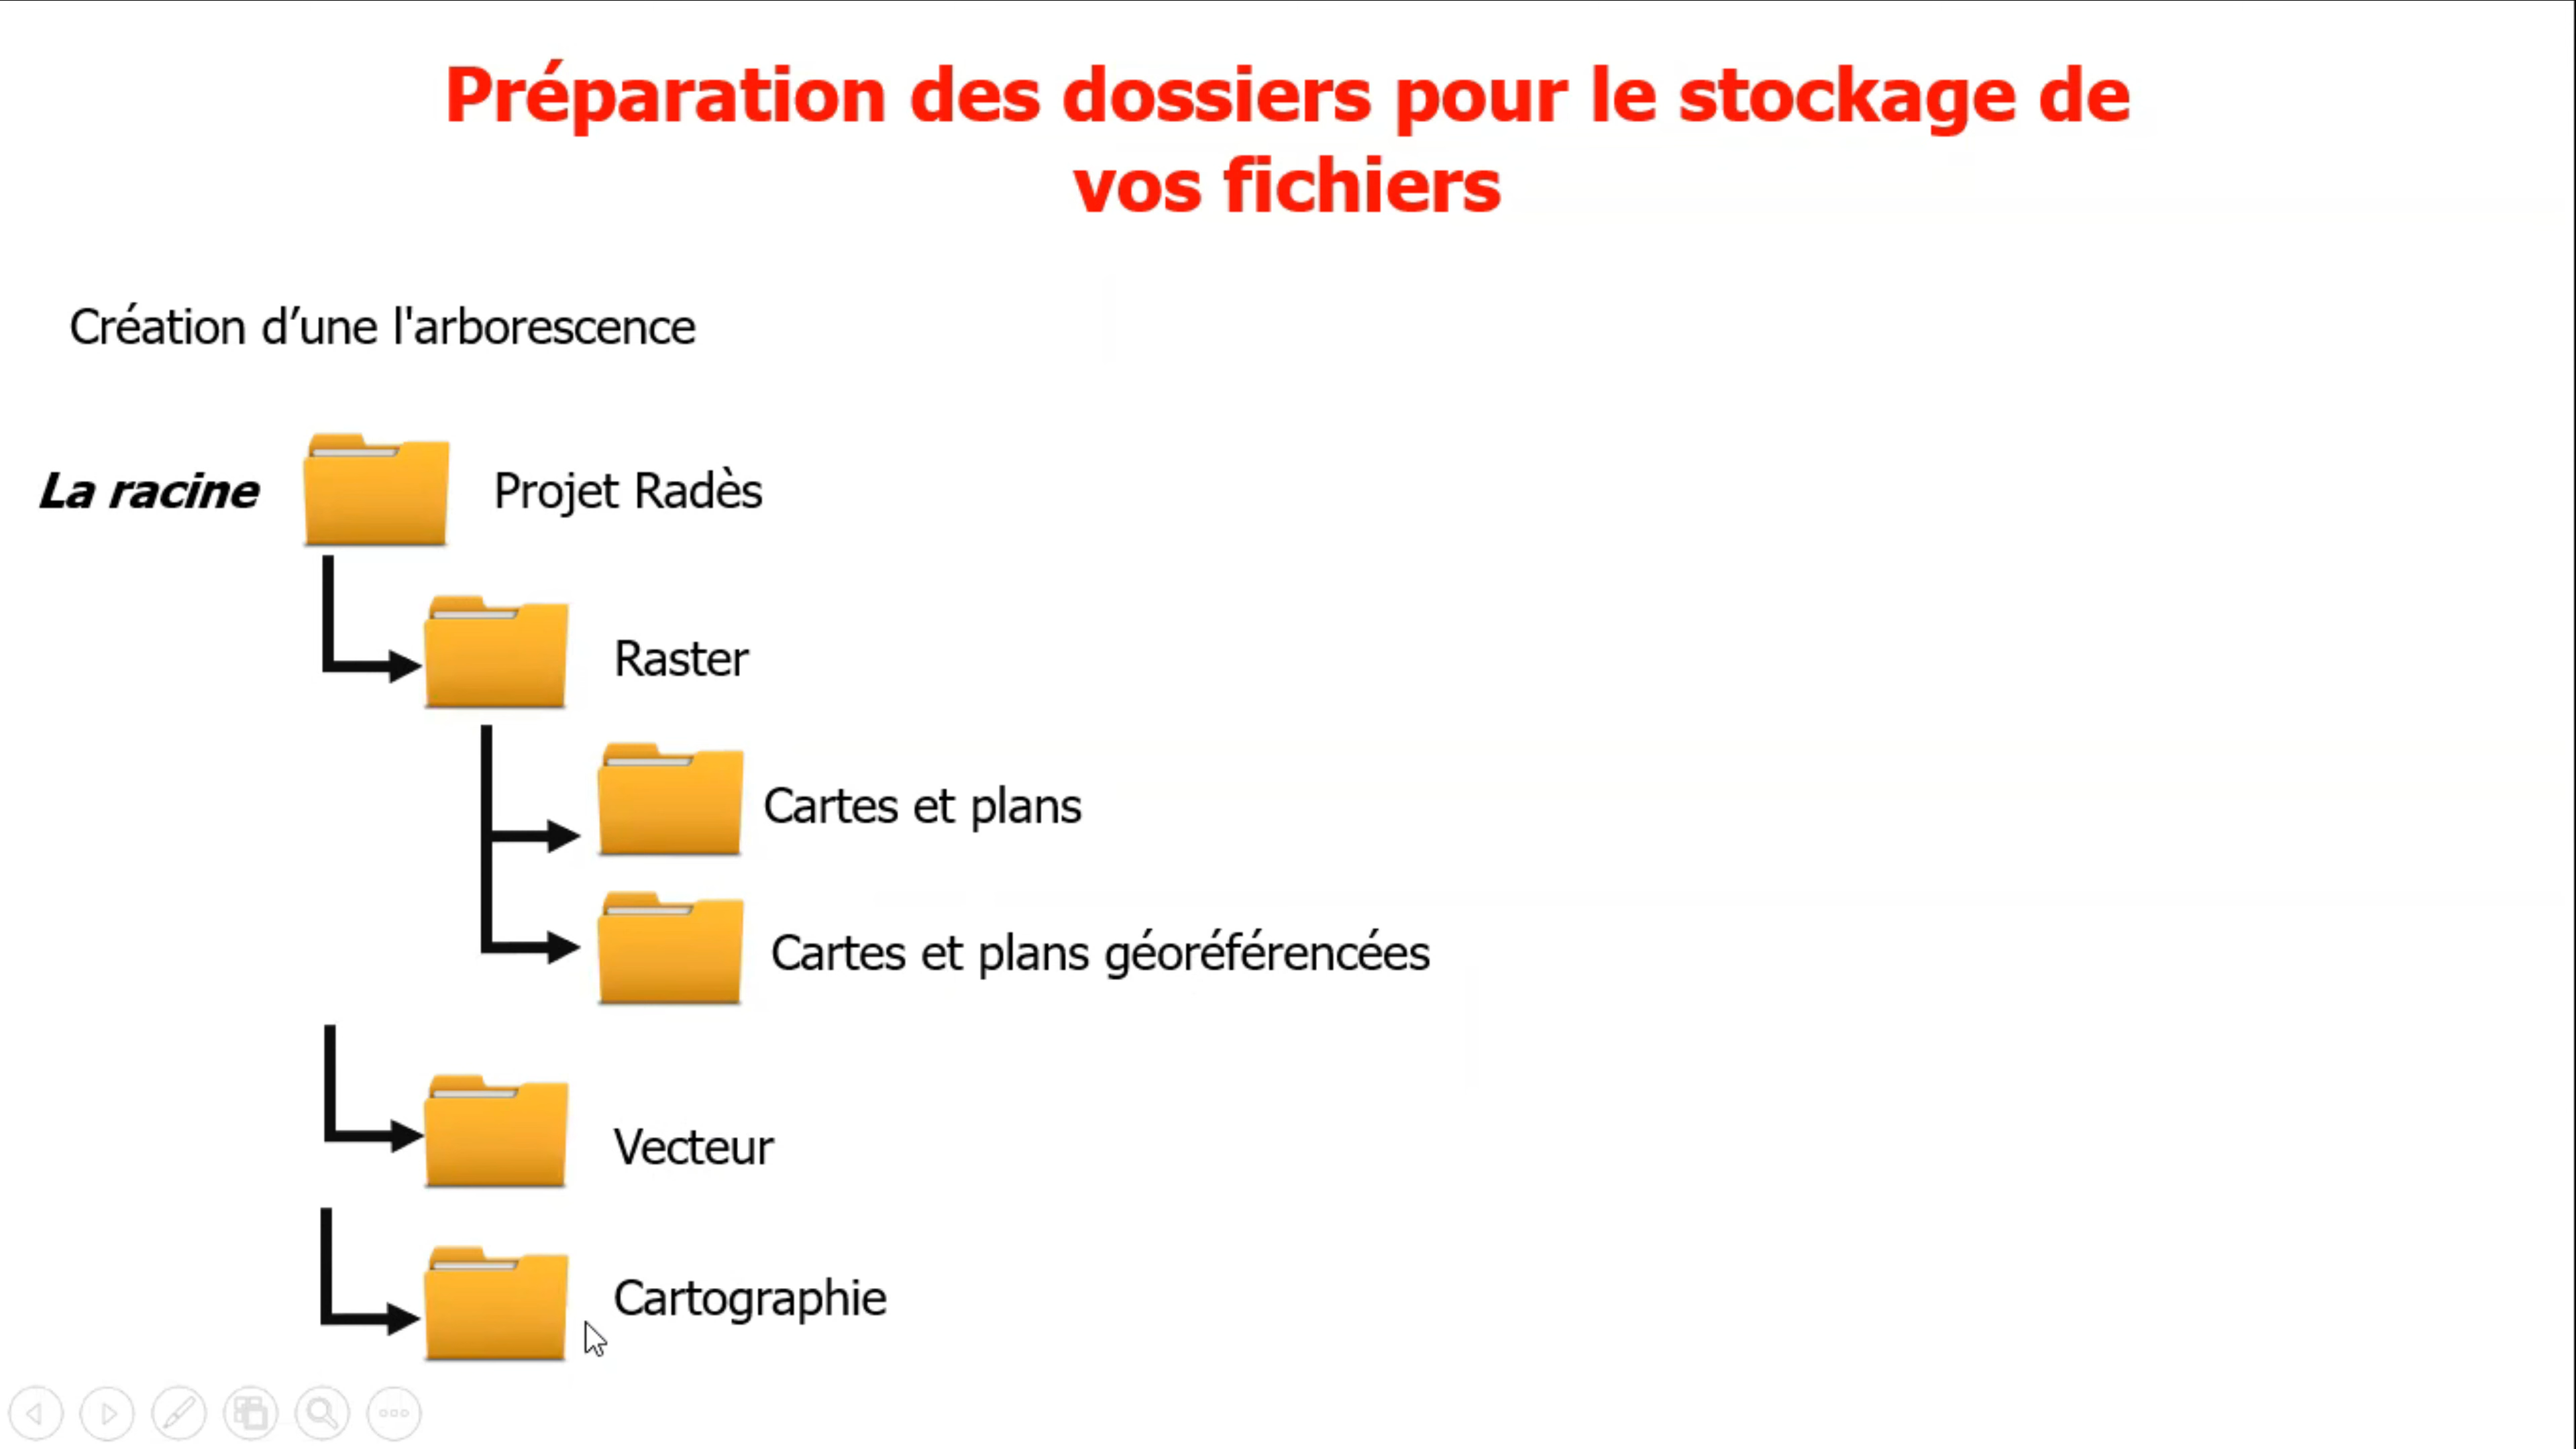 Préparation des dossiers pour le stockage de
vos fichiers
Création d’une l'arborescence
La racine
Projet Radès
Raster
Cartes et plans
Cartes et plans géoréférencées
Vecteur
Cartographie